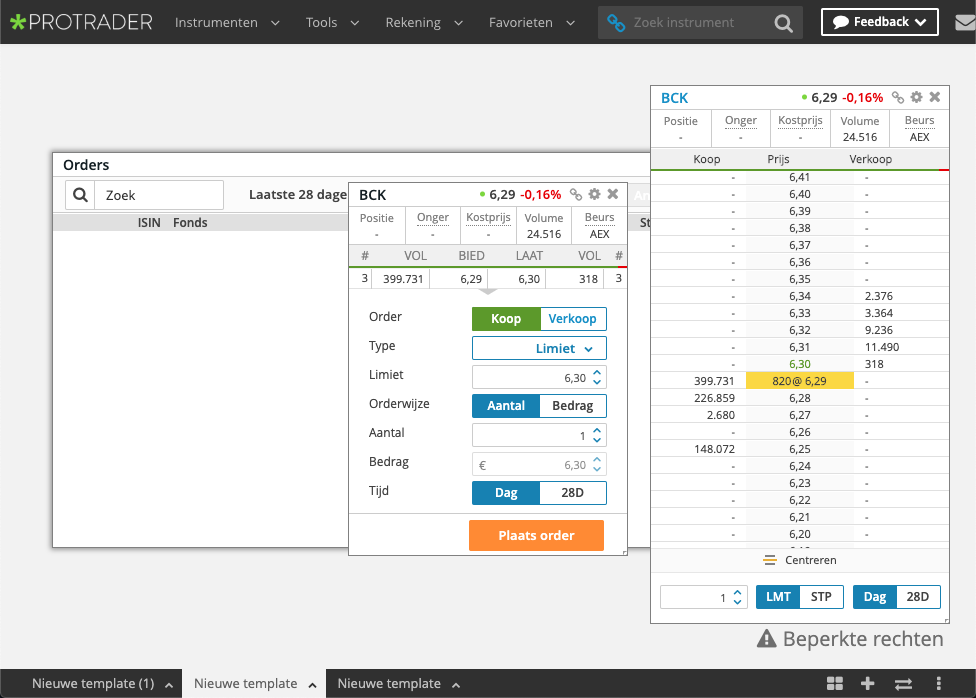 PROTRADER Instrumenten Tools Rekening Favorieten Zoek instrument Feedback
BCK 6,29 -0,16%
Positie Onger Kostprijs Volume Beurs
- - - 24.516 AEX
Koop Prijs Verkoop
- 6,41 -
- 6,40 -
- 6,39 -
- 6,38 -
- 6,37 -
- 6,36 -
- 6,35 -
- 6,34 2.376
- 6,33 3.364
- 6,32 9.236
- 6,31 11.490
- 6,30 318
399.731 820@ 6,29 -
226.859 6,28 -
2.680 6,27 -
- 6,26 -
148.072 6,25 -
- 6,24 -
- 6,23 -
- 6,22 -
- 6,21 -
- 6,20 -
Centreren
1 LMT STP Dag 28D
Orders
Zoek Laatste 28 dage An
ISIN Fonds St
BCK 6,29 -0,16%
Positie Onger Kostprijs Volume Beurs
- - - 24.516 AEX
# VOL BIED LAAT VOL #
3 399.731 6,29 6,30 318 3
Order Koop Verkoop
Type Limiet
Limiet 6,30
Orderwijze Aantal Bedrag
Aantal 1
Bedrag € 6,30
Tijd Dag 28D
Plaats order
Beperkte rechten
Nieuwe template (1) Nieuwe template Nieuwe template